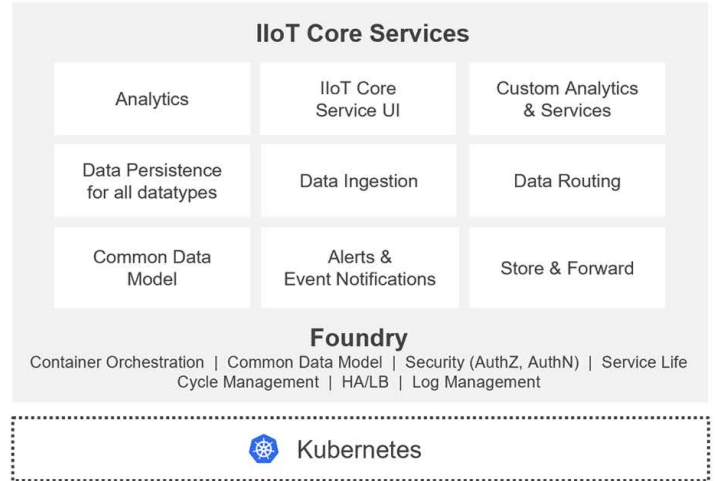 IIoT Core Services
Analytics
IIoT Core
Service UI
Custom Analytics
& Services
Data Persistence
for all datatypes
Data Ingestion
Data Routing
Common Data
Model
Alerts &
Event Notifications
Store & Forward
Foundry
Container Orchestration | Common Data Model | Security (AuthZ, AuthN) | Service Life
Cycle Management | HA/LB | Log Management
Kubernetes